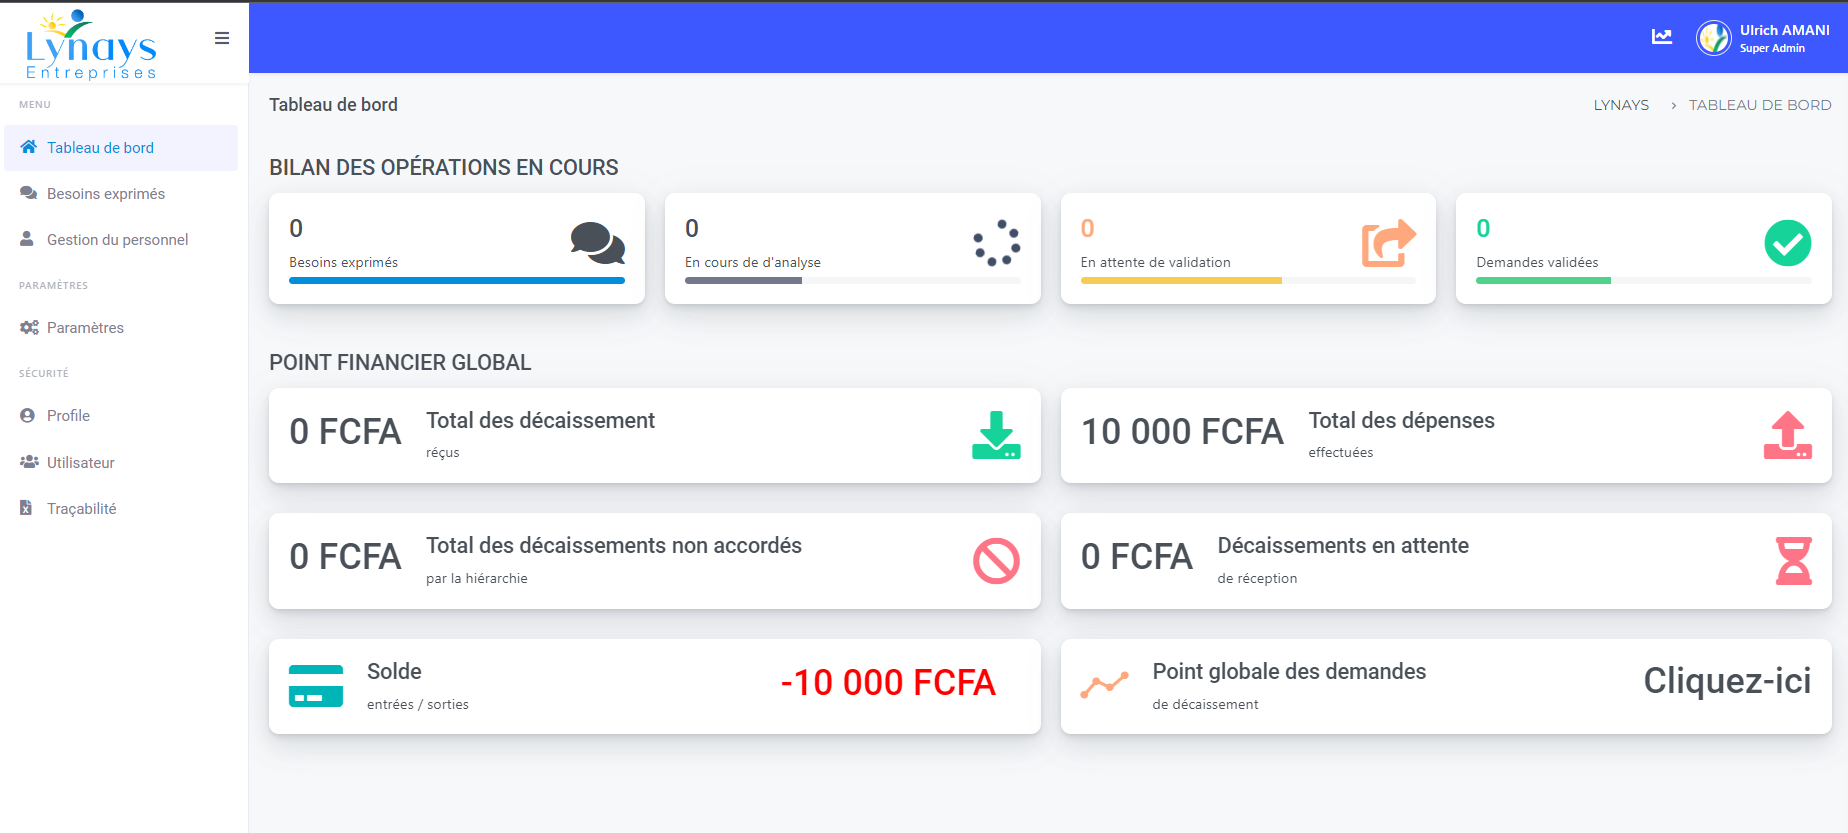 Lynays
Entreprises
Ulrich AMANI
Super Admin
MENU
Tableau de bord
Besoins exprimés
Gestion du personnel
PARAMÈTRES
Paramètres
SÉCURITÉ
Profile
Utilisateur
Traçabilité
Tableau de bord
LYNAYS > TABLEAU DE BORD
BILAN DES OPÉRATIONS EN COURS
0
Besoins exprimés
0
En cours de d'analyse
0
En attente de validation
0
Demandes validées
POINT FINANCIER GLOBAL
0 FCFA
Total des décaissement
réçus
10 000 FCFA
Total des dépenses
effectuées
0 FCFA
Total des décaissements non accordés
par la hiérarchie
0 FCFA
Décaissements en attente
de réception
Solde
entrées / sorties
-10 000 FCFA
Point globale des demandes
de décaissement
Cliquez-ici